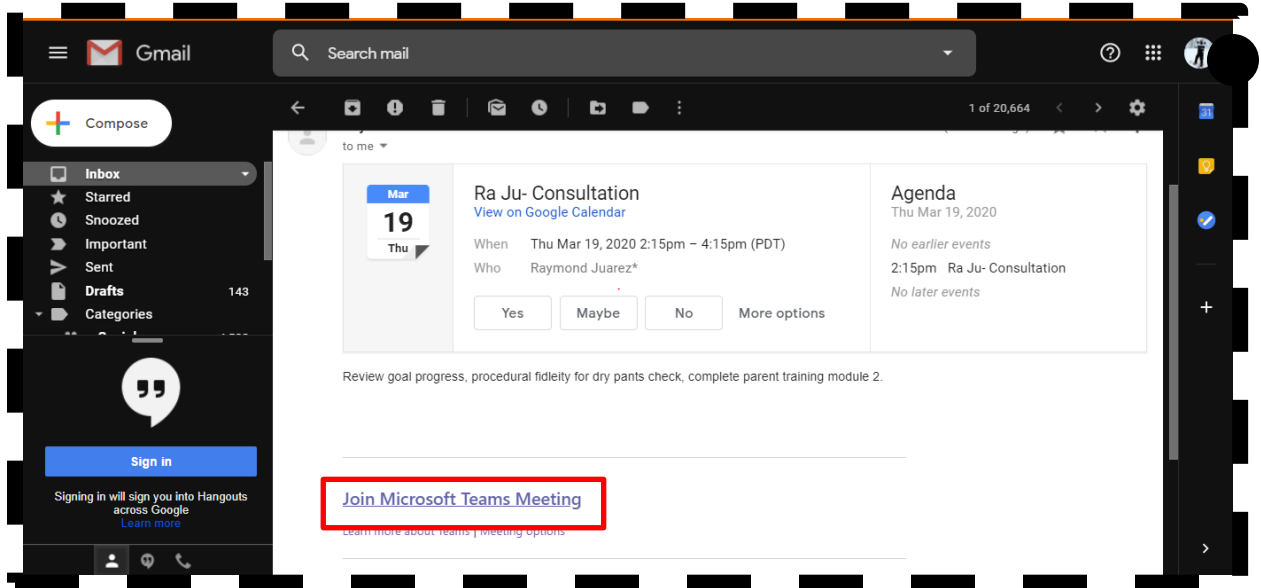 Gmail
Search mail
Compose
1 of 20,664
31
Inbox
Starred
Snoozed
Important
Sent
Drafts 143
Categories
to me
Mar
19
Thu
Ra Ju- Consultation
View on Google Calendar
When Thu Mar 19, 2020 2:15pm – 4:15pm (PDT)
Who Raymond Juarez*
Yes Maybe No More options
Agenda
Thu Mar 19, 2020
No earlier events
2:15pm Ra Ju- Consultation
No later events
Review goal progress, procedural fidleity for dry pants check, complete parent training module 2.
Sign in
Signing in will sign you into Hangouts
across Google
Learn more
Join Microsoft Teams Meeting
Learn more about Teams | Meeting options